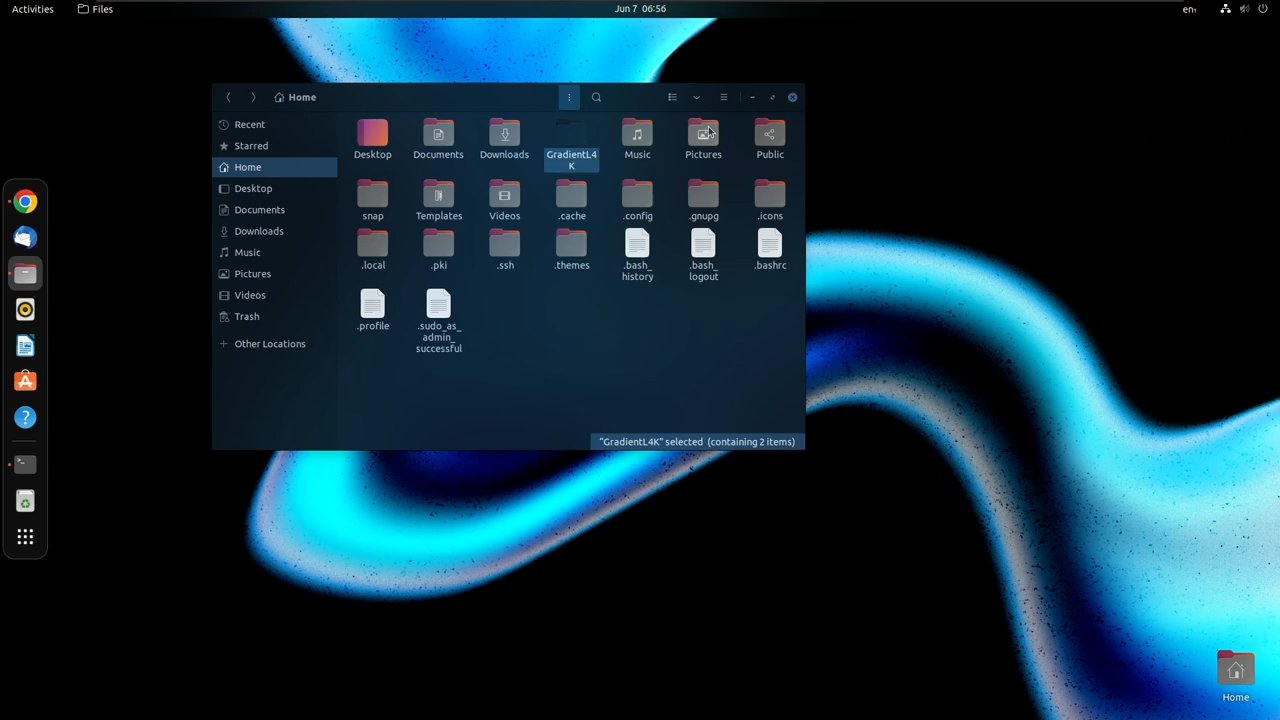 Activities
Files
Jun 7 06:56
en₁
Home
Recent
Starred
Home
Desktop
Documents
Downloads
Music
Pictures
Videos
Trash
Other Locations
Desktop
Documents
Downloads
GradientL4
K
Music
Pictures
Public
snap
Templates
Videos
.cache
.config
.gnupg
.icons
.local
.pki
.ssh
.themes
.bash_
history
.bash_
logout
.bashrc
.profile
.sudo_as_
admin_
successful
"GradientL4K" selected (containing 2 items)
Home